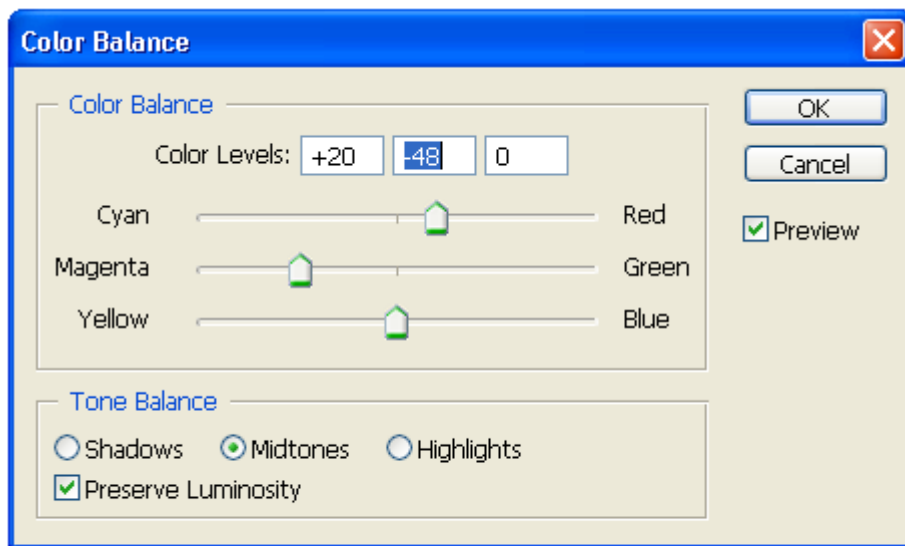 Color Balance
Color Balance
OK
Color Levels: +20 -48 0
Cancel
Cyan Red
Preview
Magenta Green
Yellow Blue
Tone Balance
Shadows Midtones Highlights
Preserve Luminosity